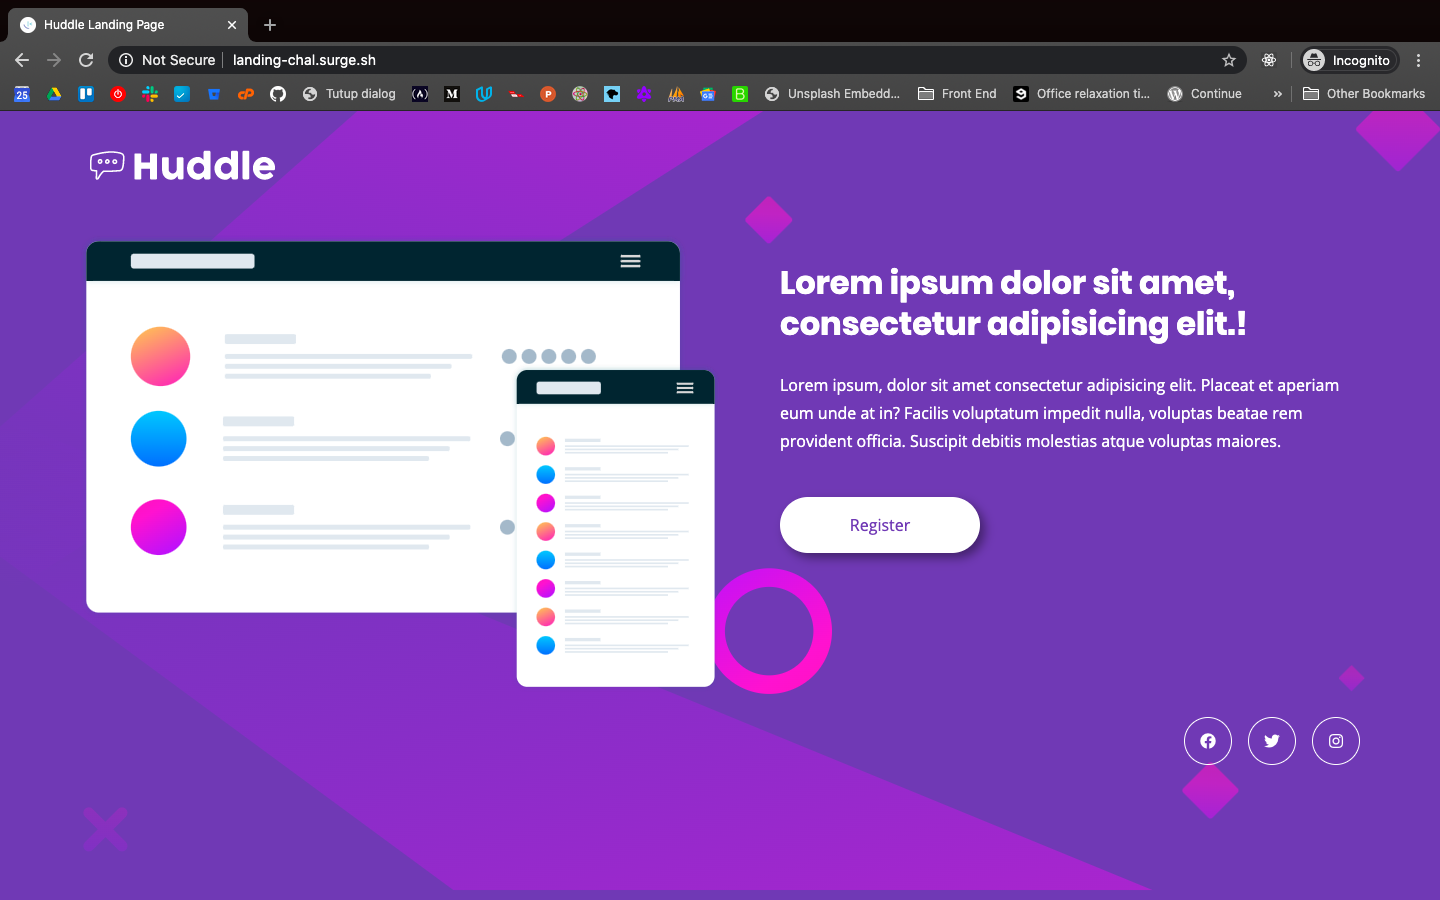 Huddle Landing Page
Not Secure landing-chal.surge.sh Incognito
25 Tutup dialog M P B Unsplash Embedd... Front End Office relaxation ti... Continue » Other Bookmarks
Huddle
Lorem ipsum dolor sit amet,
consectetur adipisicing elit.!
Lorem ipsum, dolor sit amet consectetur adipisicing elit. Placeat et aperiam
eum unde at in? Facilis voluptatum impedit nulla, voluptas beatae rem
provident officia. Suscipit debitis molestias atque voluptas maiores.
Register